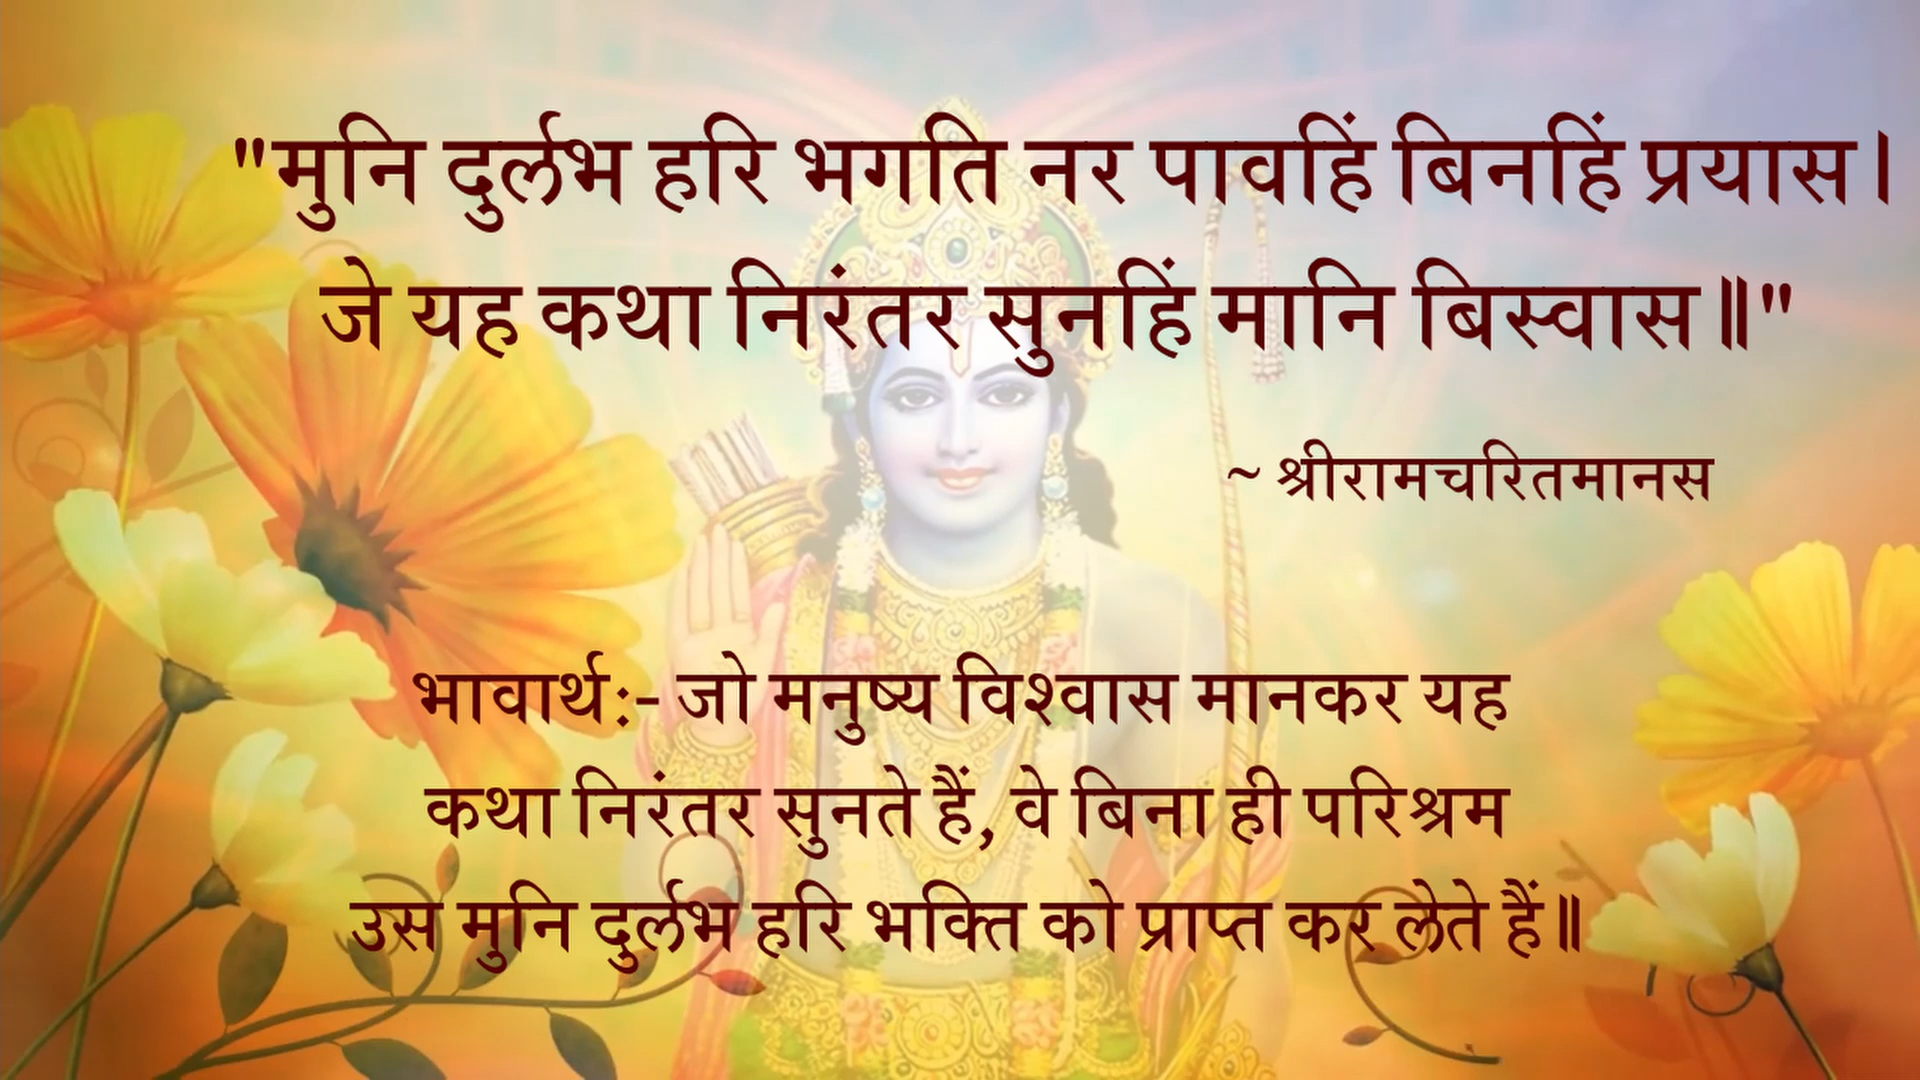 "मुनि दुर्लभ हरि भगति नर पावहिं बिनहिं प्रयास।
जे यह कथा निरंतर सुनहिं मानि बिस्वास॥"
~ श्रीरामचरितमानस
भावार्थ:- जो मनुष्य विश्वास मानकर यह
कथा निरंतर सुनते हैं, वे बिना ही परिश्रम
उस मुनि दुर्लभ हरि भक्ति को प्राप्त कर लेते हैं॥